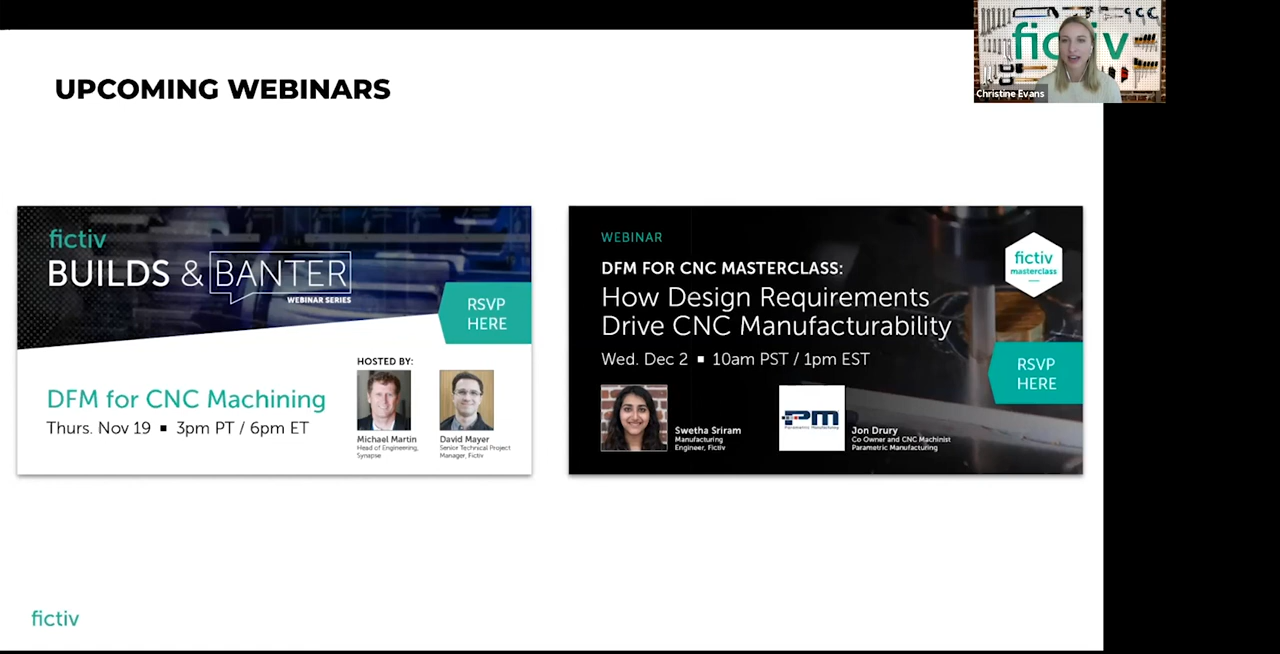 UPCOMING WEBINARS
fictiv
Christine Evans
fictiv
BUILDS & BANTER
WEBINAR SERIES
RSVP
HERE
HOSTED BY:
DFM for CNC Machining
Thurs. Nov 19 ▪ 3pm PT / 6pm ET
Michael Martin
Head of Engineering,
Synapse
David Mayer
Senior Technical Project
Manager, Fictiv
WEBINAR
DFM FOR CNC MASTERCLASS:
How Design Requirements
Drive CNC Manufacturability
Wed. Dec 2 ▪ 10am PST / 1pm EST
fictiv
masterclass
RSVP
HERE
Swetha Sriram
Manufacturing
Engineer, Fictiv
PM
Parametric Manufacturing
Jon Drury
Co Owner and CNC Machinist
Parametric Manufacturing
fictiv